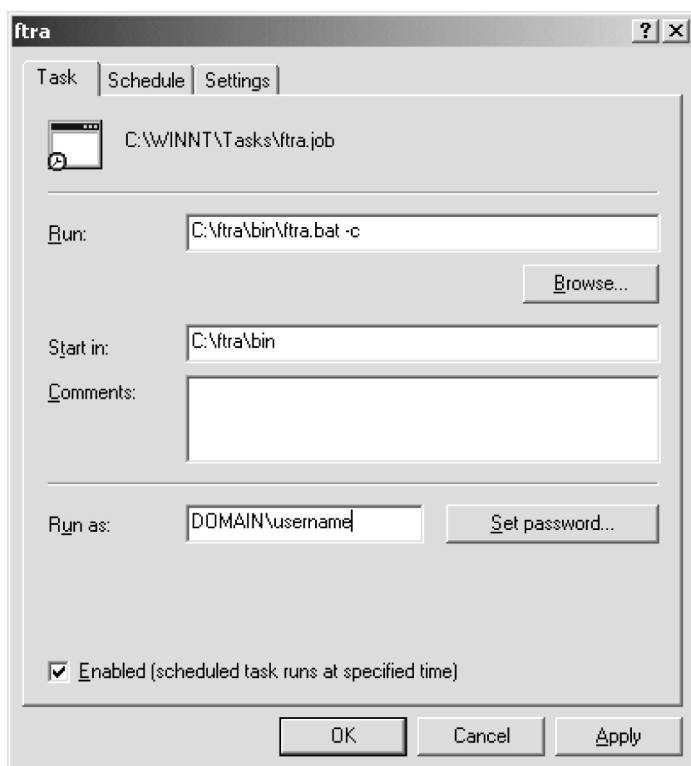 ftra
? X
Task Schedule Settings
C:\WINNT\Tasks\ftra.job
Run: C:\ftra\bin\ftra.bat -c
Browse...
Start in: C:\ftra\bin
Comments:
Run as: DOMAIN\username Set password...
Enabled (scheduled task runs at specified time)
OK Cancel Apply